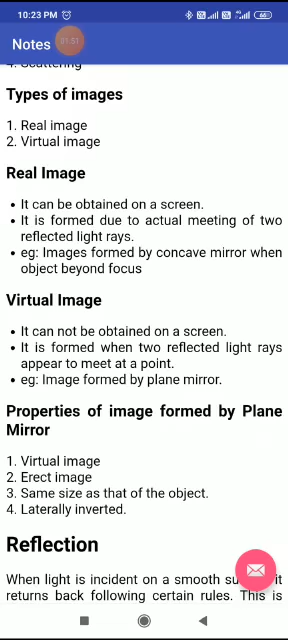 10:23 PM
66
Notes
01:51
4. Scattering
Types of images
1. Real image
2. Virtual image
Real Image
• It can be obtained on a screen.
• It is formed due to actual meeting of two
reflected light rays.
• eg: Images formed by concave mirror when
object beyond focus
Virtual Image
• It can not be obtained on a screen.
• It is formed when two reflected light rays
appear to meet at a point.
• eg: Image formed by plane mirror.
Properties of image formed by Plane
Mirror
1. Virtual image
2. Erect image
3. Same size as that of the object.
4. Laterally inverted.
Reflection
When light is incident on a smooth it
returns back following certain rules. This is